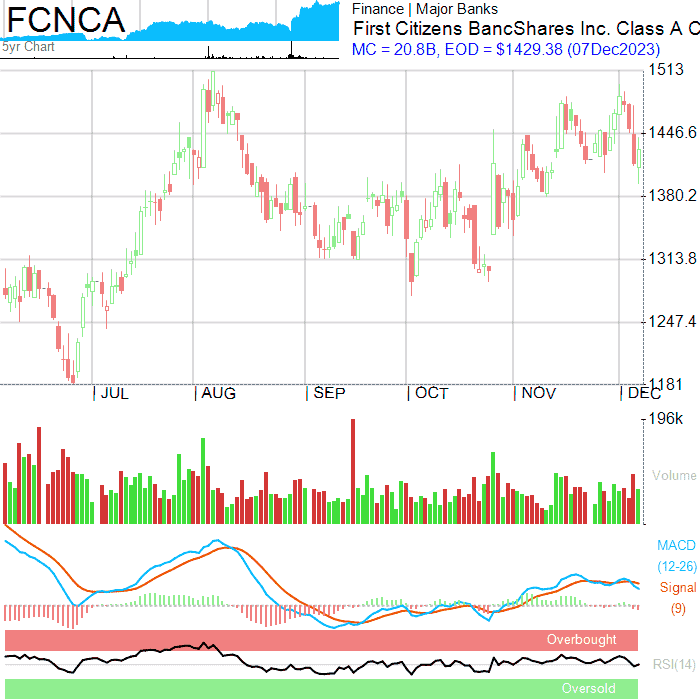 FCNCA
5yr Chart
Finance | Major Banks
First Citizens BancShares Inc. Class A C
MC = 20.8B, EOD = $1429.38 (07Dec2023)
1513
1446.6
1380.2
1313.8
1247.4
1181
JUL AUG SEP OCT NOV DEC
196k
Volume
MACD
(12-26)
Signal
(9)
Overbought
RSI(14)
Oversold